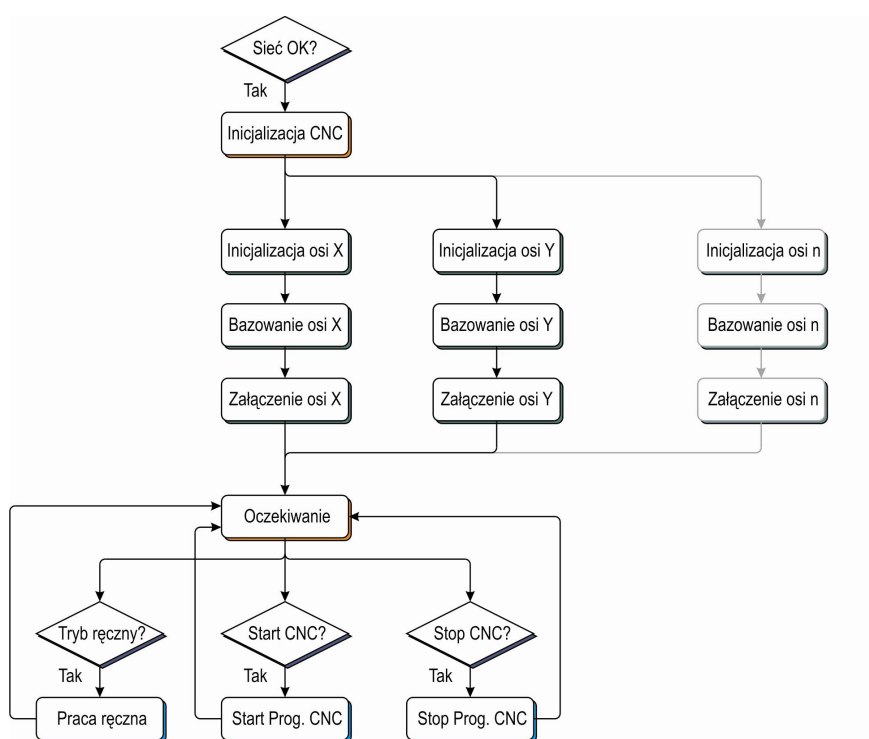 Sieć OK?
Tak
Inicjalizacja CNC
Inicjalizacja osi X
Inicjalizacja osi Y
Inicjalizacja osi n
Bazowanie osi X
Bazowanie osi Y
Bazowanie osi n
Załączenie osi X
Załączenie osi Y
Załączenie osi n
Oczekiwanie
Tryb ręczny?
Start CNC?
Stop CNC?
Tak
Tak
Tak
Praca ręczna
Start Prog. CNC
Stop Prog. CNC